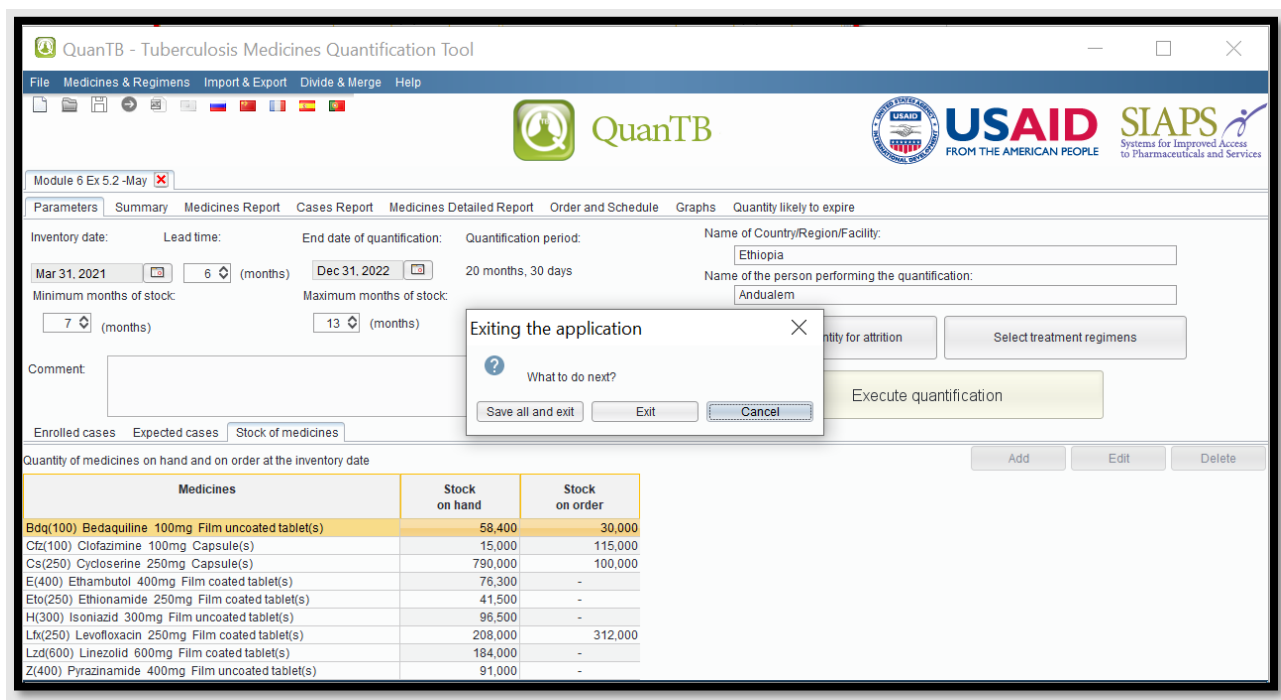 QuanTB - Tuberculosis Medicines Quantification Tool
File Medicines & Regimens Import & Export Divide & Merge Help
QuanTB
UNITED STATES AGENCY
USAID
INTERNATIONAL DEVELOPMENT
USAID
FROM THE AMERICAN PEOPLE
SIAPS
Systems for Improved Access
to Pharmaceuticals and Services
Module 6 Ex 5.2 -May
Parameters Summary Medicines Report Cases Report Medicines Detailed Report Order and Schedule Graphs Quantity likely to expire
Inventory date: Lead time: End date of quantification: Quantification period: Name of Country/Region/Facility:
Ethiopia
Mar 31, 2021 6 (months) Dec 31, 2022 20 months, 30 days Name of the person performing the quantification:
Minimum months of stock: Maximum months of stock: Andualem
7 (months) 13 (months)
Exiting the application
ntity for attrition Select treatment regimens
Comment:
What to do next?
Save all and exit Exit Cancel
Execute quantification
Enrolled cases Expected cases Stock of medicines
Quantity of medicines on hand and on order at the inventory date Add Edit Delete
Medicines Stock on hand Stock on order
Bdq(100) Bedaquiline 100mg Film uncoated tablet(s) 58,400 30,000
Cfz(100) Clofazimine 100mg Capsule(s) 15,000 115,000
Cs(250) Cycloserine 250mg Capsule(s) 790,000 100,000
E(400) Ethambutol 400mg Film coated tablet(s) 76,300 -
Eto(250) Ethionamide 250mg Film coated tablet(s) 41,500 -
H(300) Isoniazid 300mg Film uncoated tablet(s) 96,500 -
Lfx(250) Levofloxacin 250mg Film coated tablet(s) 208,000 312,000
Lzd(600) Linezolid 600mg Film coated tablet(s) 184,000 -
Z(400) Pyrazinamide 400mg Film uncoated tablet(s) 91,000 -